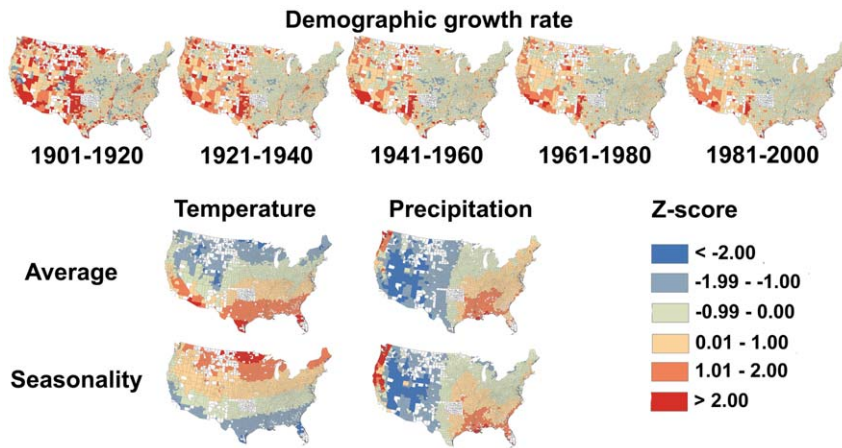 Demographic growth rate
1901-1920 1921-1940 1941-1960 1961-1980 1981-2000
Temperature Precipitation Z-score
Average
Seasonality
< -2.00
-1.99 - -1.00
-0.99 - 0.00
0.01 - 1.00
1.01 - 2.00
> 2.00